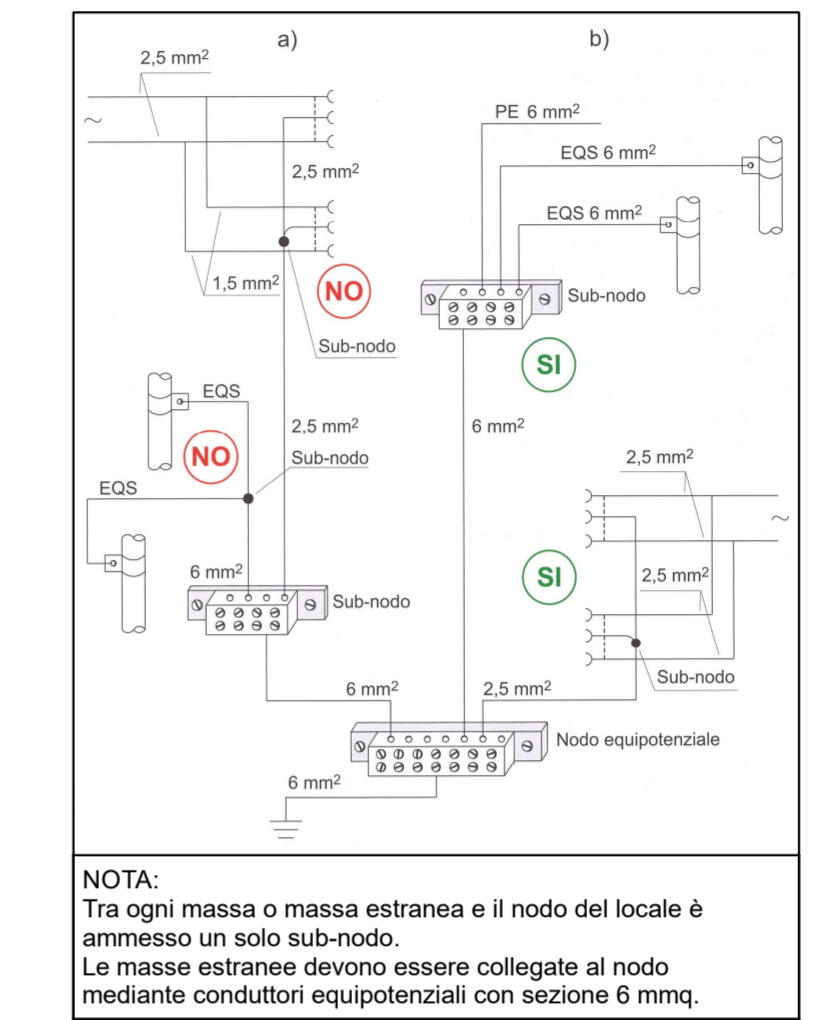 a)
2,5 mm²
~
2,5 mm²
1,5 mm²
NO
Sub-nodo
EQS
2,5 mm²
NO
Sub-nodo
EQS
6 mm²
Sub-nodo
6 mm²
6 mm²
b)
PE 6 mm²
EQS 6 mm²
EQS 6 mm²
Sub-nodo
SI
6 mm²
2,5 mm²
~
SI
2,5 mm²
Sub-nodo
2,5 mm²
Nodo equipotenziale
NOTA:
Tra ogni massa o massa estranea e il nodo del locale è
ammesso un solo sub-nodo.
Le masse estranee devono essere collegate al nodo
mediante conduttori equipotenziali con sezione 6 mmq.